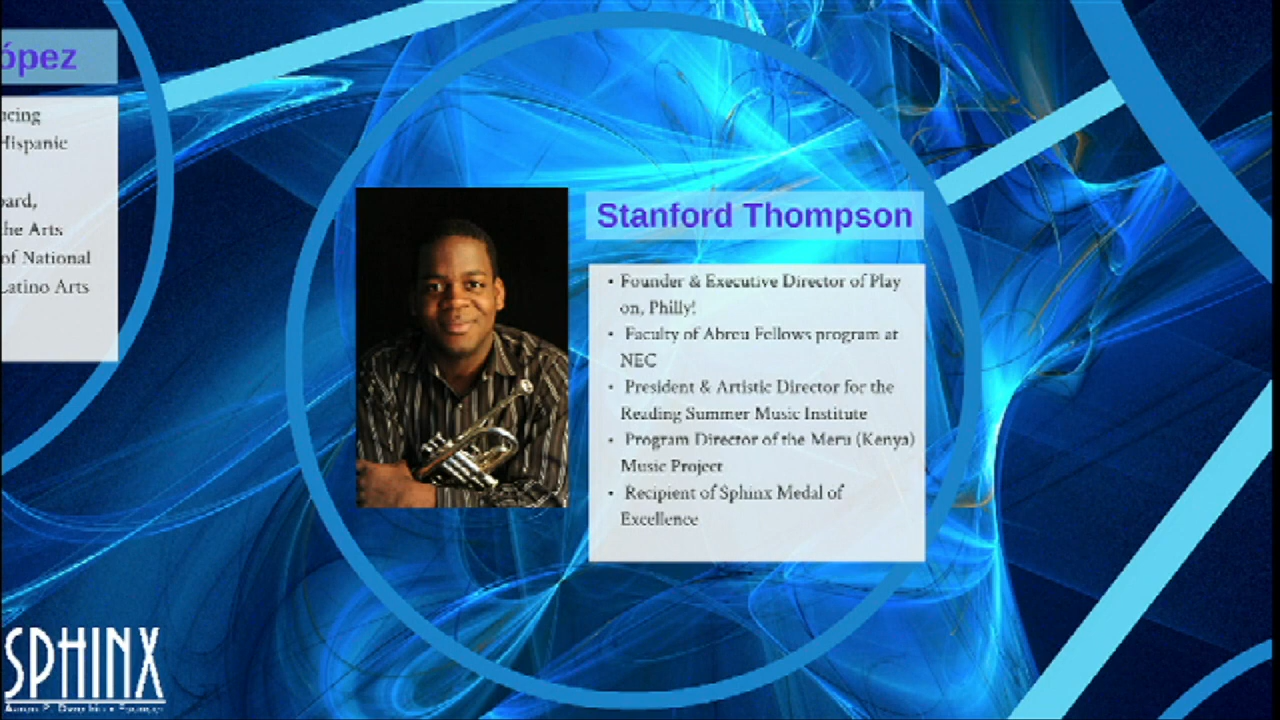 ópez
ucing
Hispanic
oard,
he Arts
of National
Latino Arts
Stanford Thompson
• Founder & Executive Director of Play
on, Philly!
• Faculty of Abreu Fellows program at
NEC
• President & Artistic Director for the
Reading Summer Music Institute
• Program Director of the Meru (Kenya)
Music Project
• Recipient of Sphinx Medal of
Excellence
SPHINX